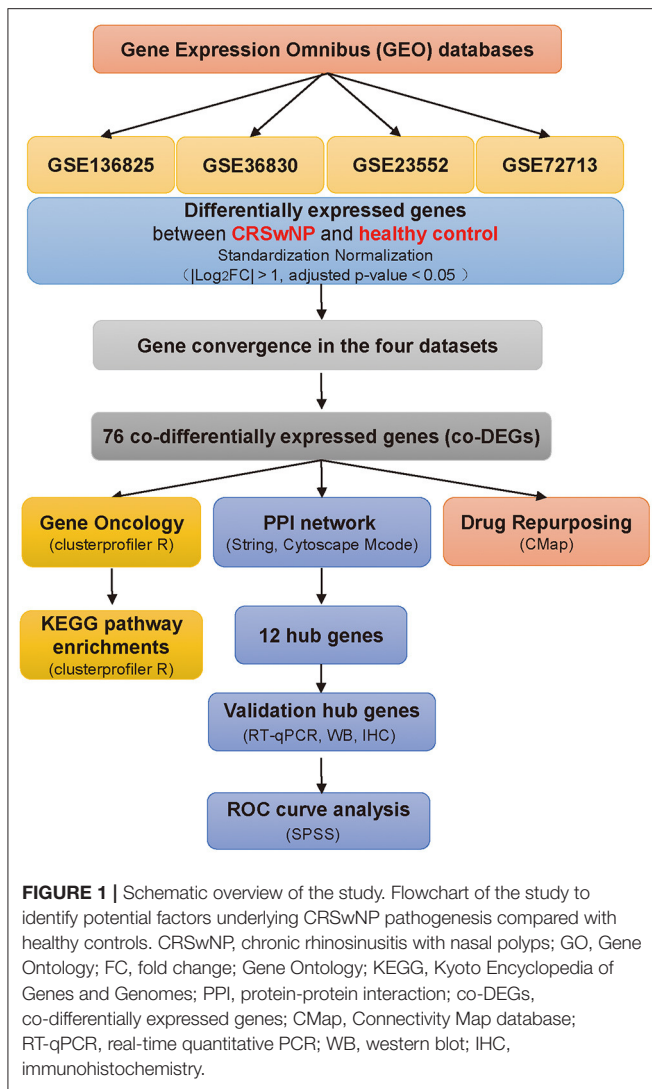 Gene Expression Omnibus (GEO) databases
GSE136825 GSE36830 GSE23552 GSE72713
Differentially expressed genes
between CRSwNP and healthy control
Standardization Normalization
（|Log2FC| > 1, adjusted p-value < 0.05 ）
Gene convergence in the four datasets
76 co-differentially expressed genes (co-DEGs)
Gene Oncology
(clusterprofiler R)
PPI network
(String, Cytoscape Mcode)
Drug Repurposing
(CMap)
KEGG pathway
enrichments
(clusterprofiler R)
12 hub genes
Validation hub genes
(RT-qPCR, WB, IHC)
ROC curve analysis
(SPSS)
FIGURE 1 | Schematic overview of the study. Flowchart of the study to
identify potential factors underlying CRSwNP pathogenesis compared with
healthy controls. CRSwNP, chronic rhinosinusitis with nasal polyps; GO, Gene
Ontology; FC, fold change; Gene Ontology; KEGG, Kyoto Encyclopedia of
Genes and Genomes; PPI, protein-protein interaction; co-DEGs,
co-differentially expressed genes; CMap, Connectivity Map database;
RT-qPCR, real-time quantitative PCR; WB, western blot; IHC,
immunohistochemistry.